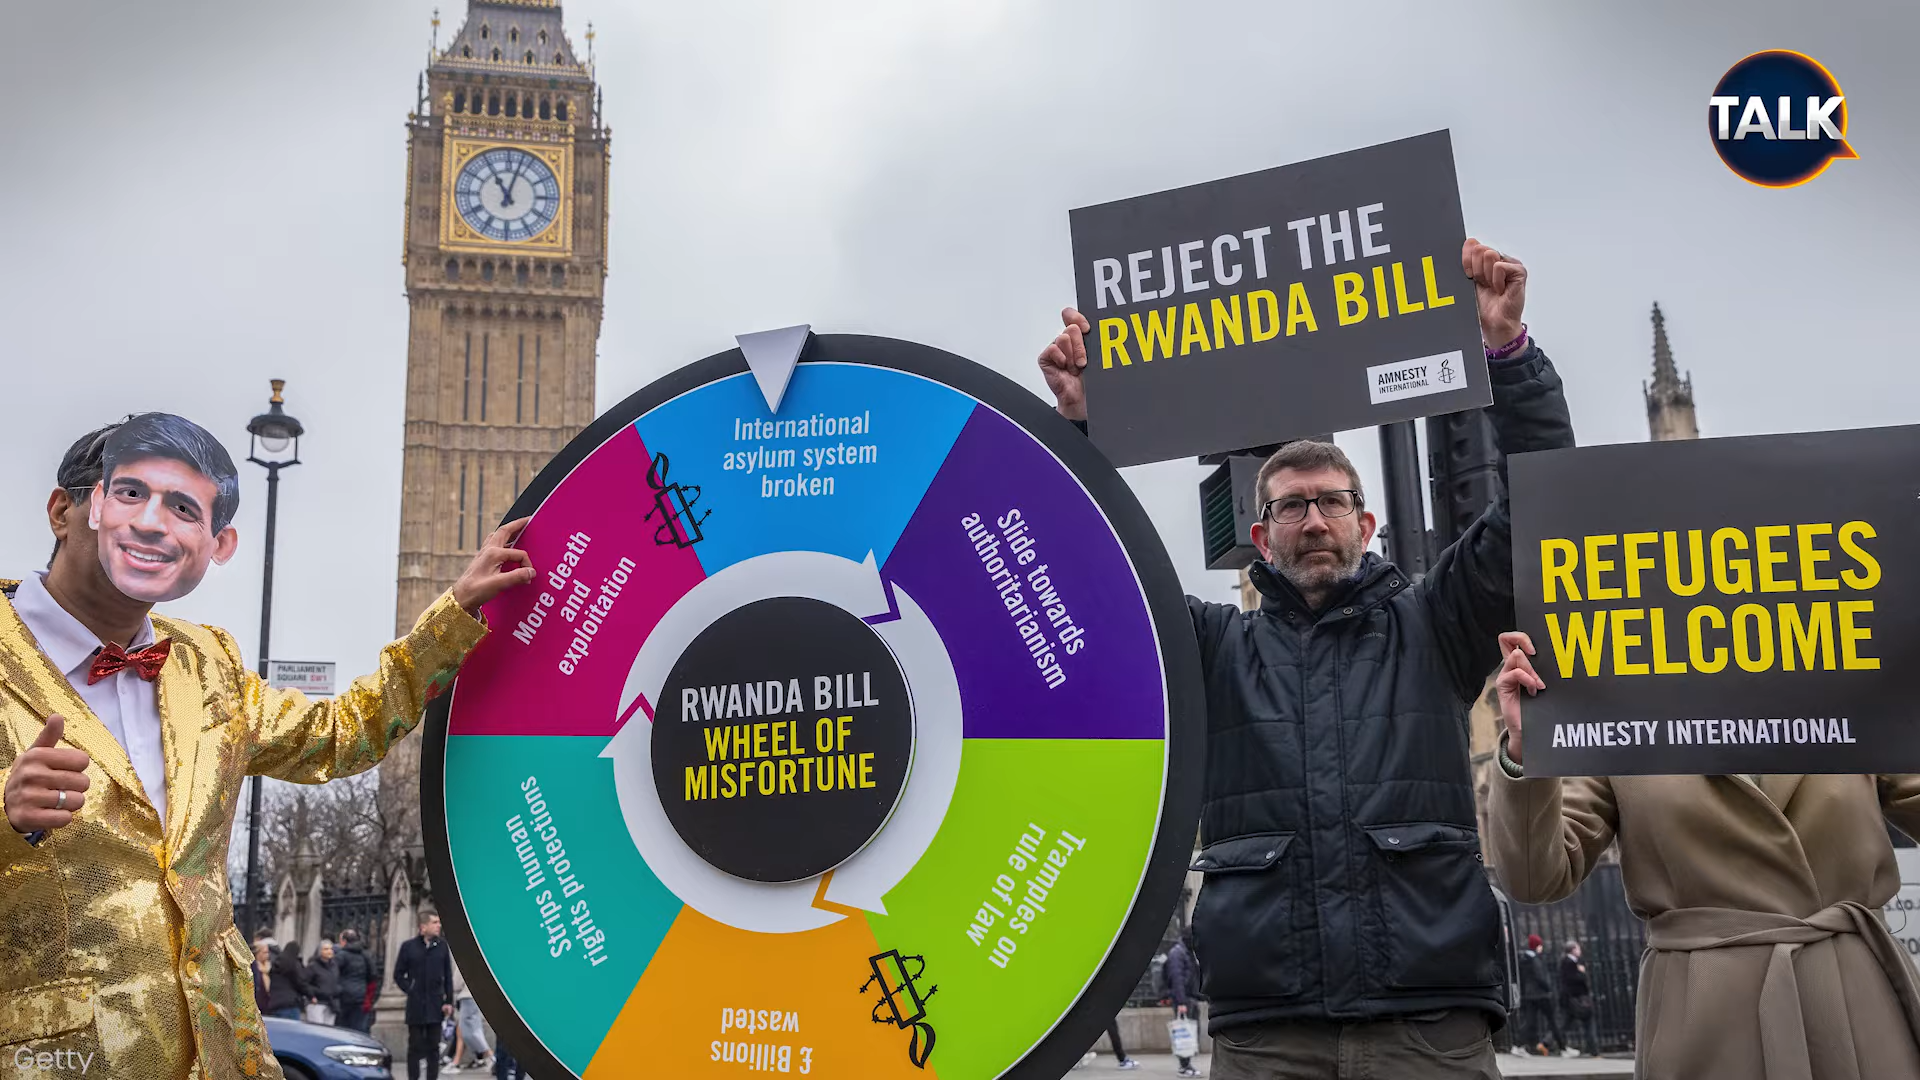 TALK
REJECT THE
RWANDA BILL
AMNESTY
INTERNATIONAL
REFUGEES
WELCOME
AMNESTY INTERNATIONAL
International
asylum system
broken
Slide towards
authoritarianism
Tramples on
rule of law
£ Billions
wasted
Strips human
rights protections
More death
and
exploitation
RWANDA BILL
WHEEL OF
MISFORTUNE
PARLIAMENT
SQUARE SW1
Getty